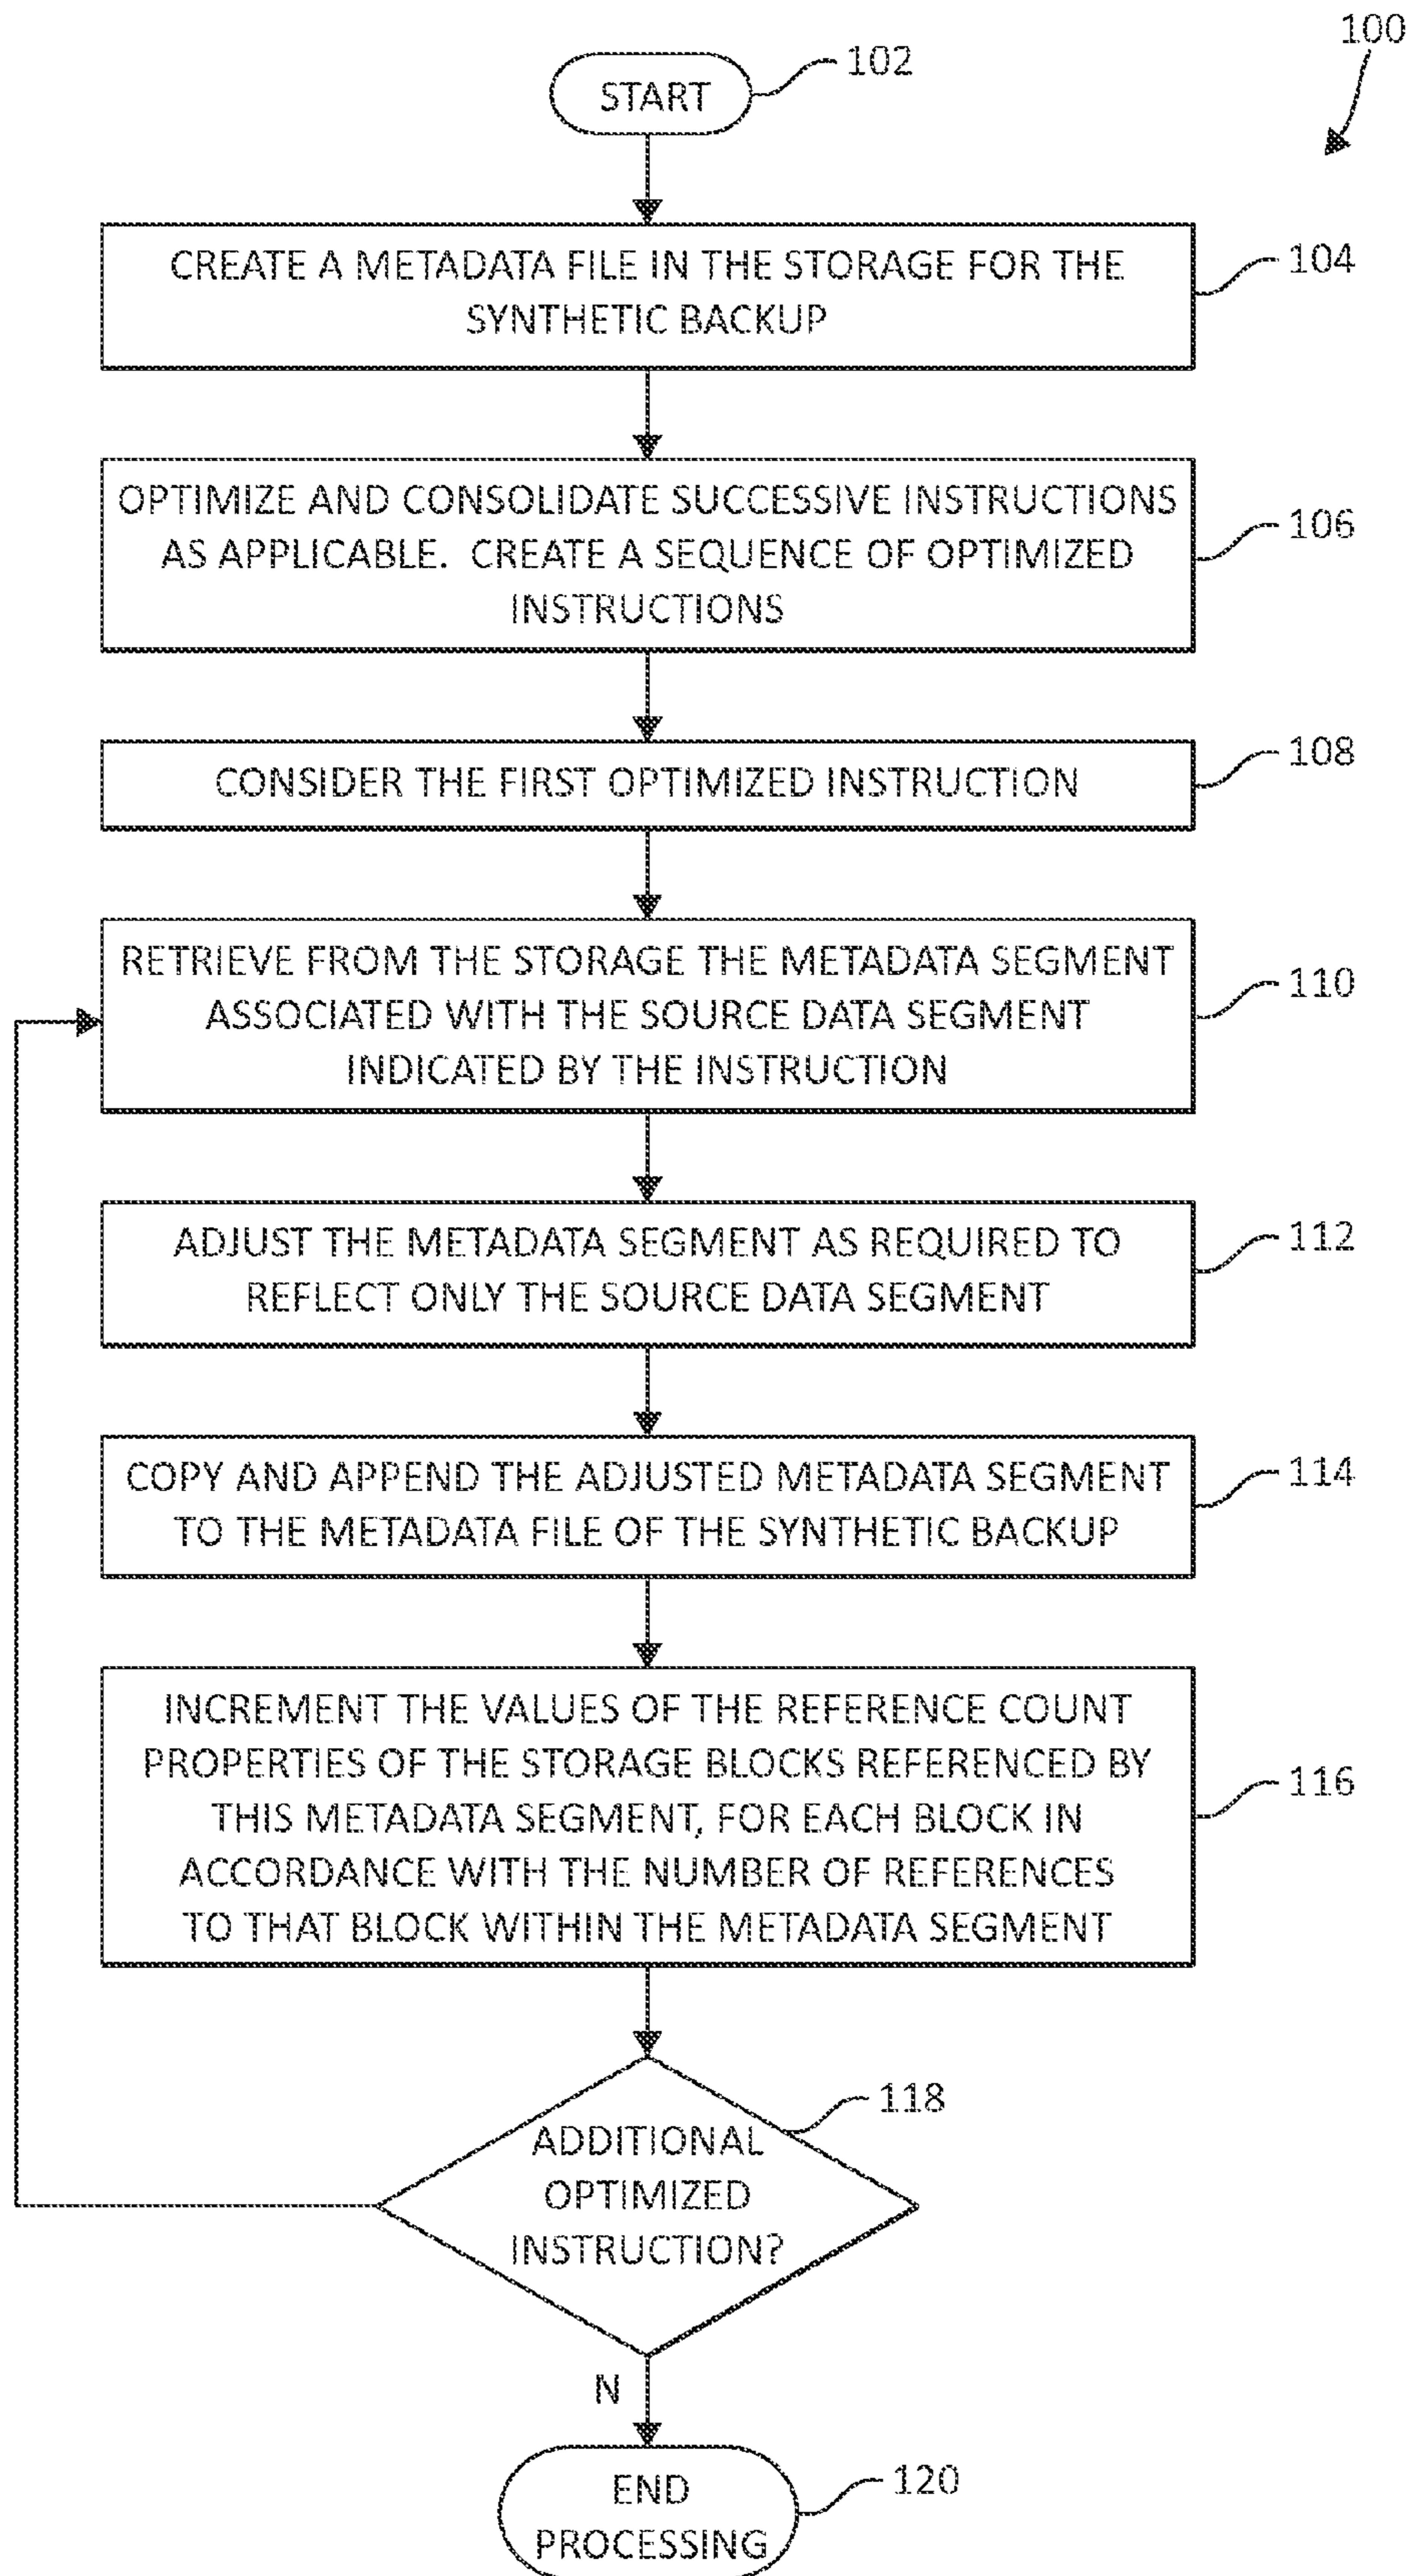 100
START
102
CREATE A METADATA FILE IN THE STORAGE FOR THE
SYNTHETIC BACKUP
104
OPTIMIZE AND CONSOLIDATE SUCCESSIVE INSTRUCTIONS
AS APPLICABLE. CREATE A SEQUENCE OF OPTIMIZED
INSTRUCTIONS
106
CONSIDER THE FIRST OPTIMIZED INSTRUCTION
108
RETRIEVE FROM THE STORAGE THE METADATA SEGMENT
ASSOCIATED WITH THE SOURCE DATA SEGMENT
INDICATED BY THE INSTRUCTION
110
ADJUST THE METADATA SEGMENT AS REQUIRED TO
REFLECT ONLY THE SOURCE DATA SEGMENT
112
COPY AND APPEND THE ADJUSTED METADATA SEGMENT
TO THE METADATA FILE OF THE SYNTHETIC BACKUP
114
INCREMENT THE VALUES OF THE REFERENCE COUNT
PROPERTIES OF THE STORAGE BLOCKS REFERENCED BY
THIS METADATA SEGMENT, FOR EACH BLOCK IN
ACCORDANCE WITH THE NUMBER OF REFERENCES
TO THAT BLOCK WITHIN THE METADATA SEGMENT
116
ADDITIONAL
OPTIMIZED
INSTRUCTION?
118
N
END
PROCESSING
120